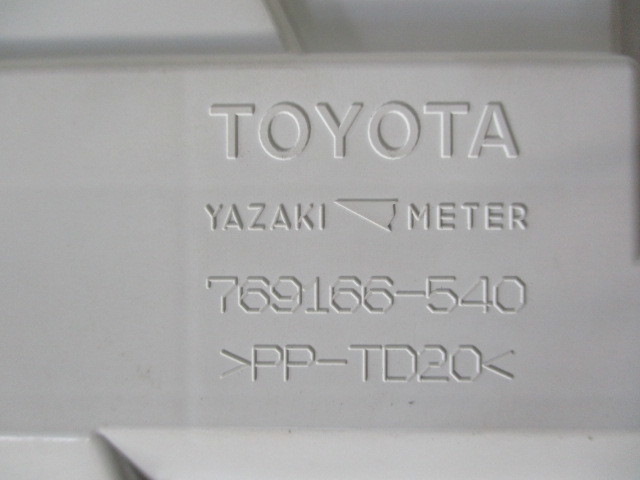 TOYOTA
YAZAKI METER
769166-540
>PP-TD20<